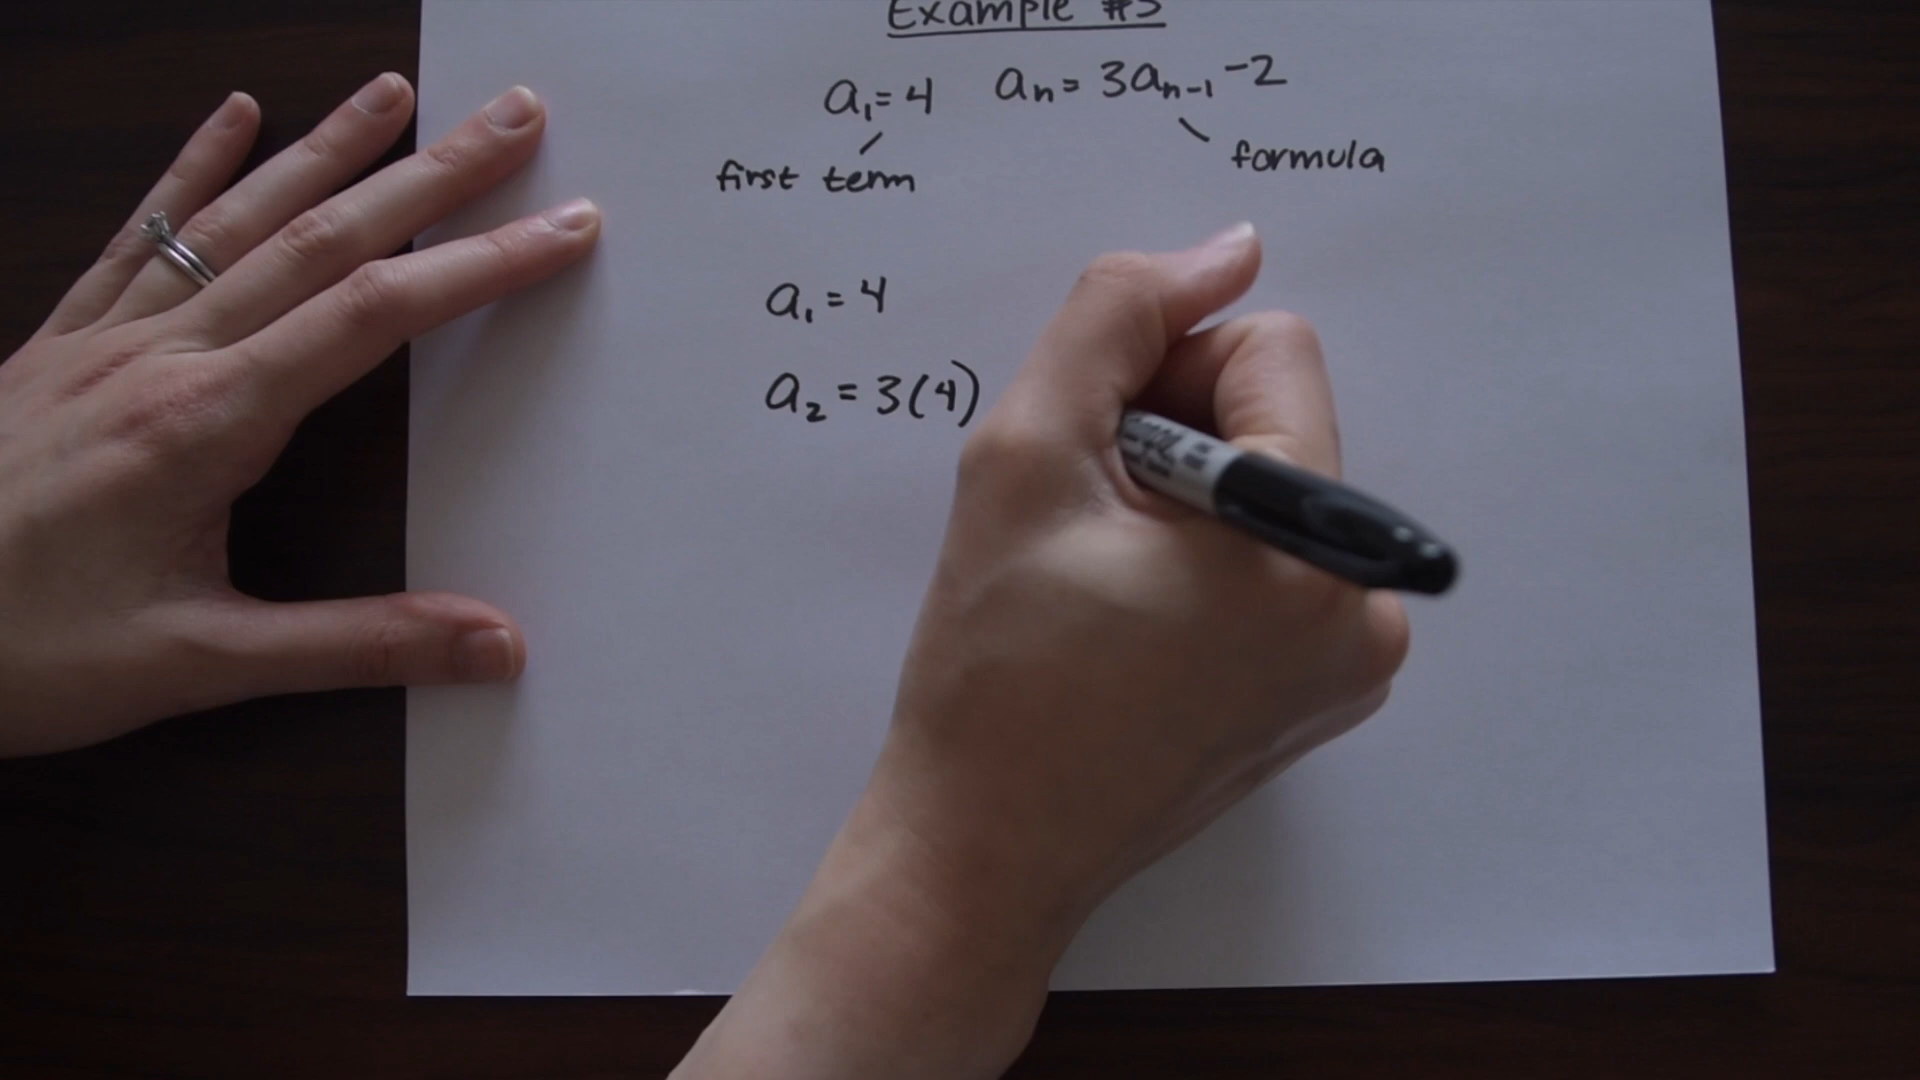 Example #3
a₁ = 4 aₙ = 3aₙ₋₁ - 2
first term
formula
a₁ = 4
a₂ = 3(4)